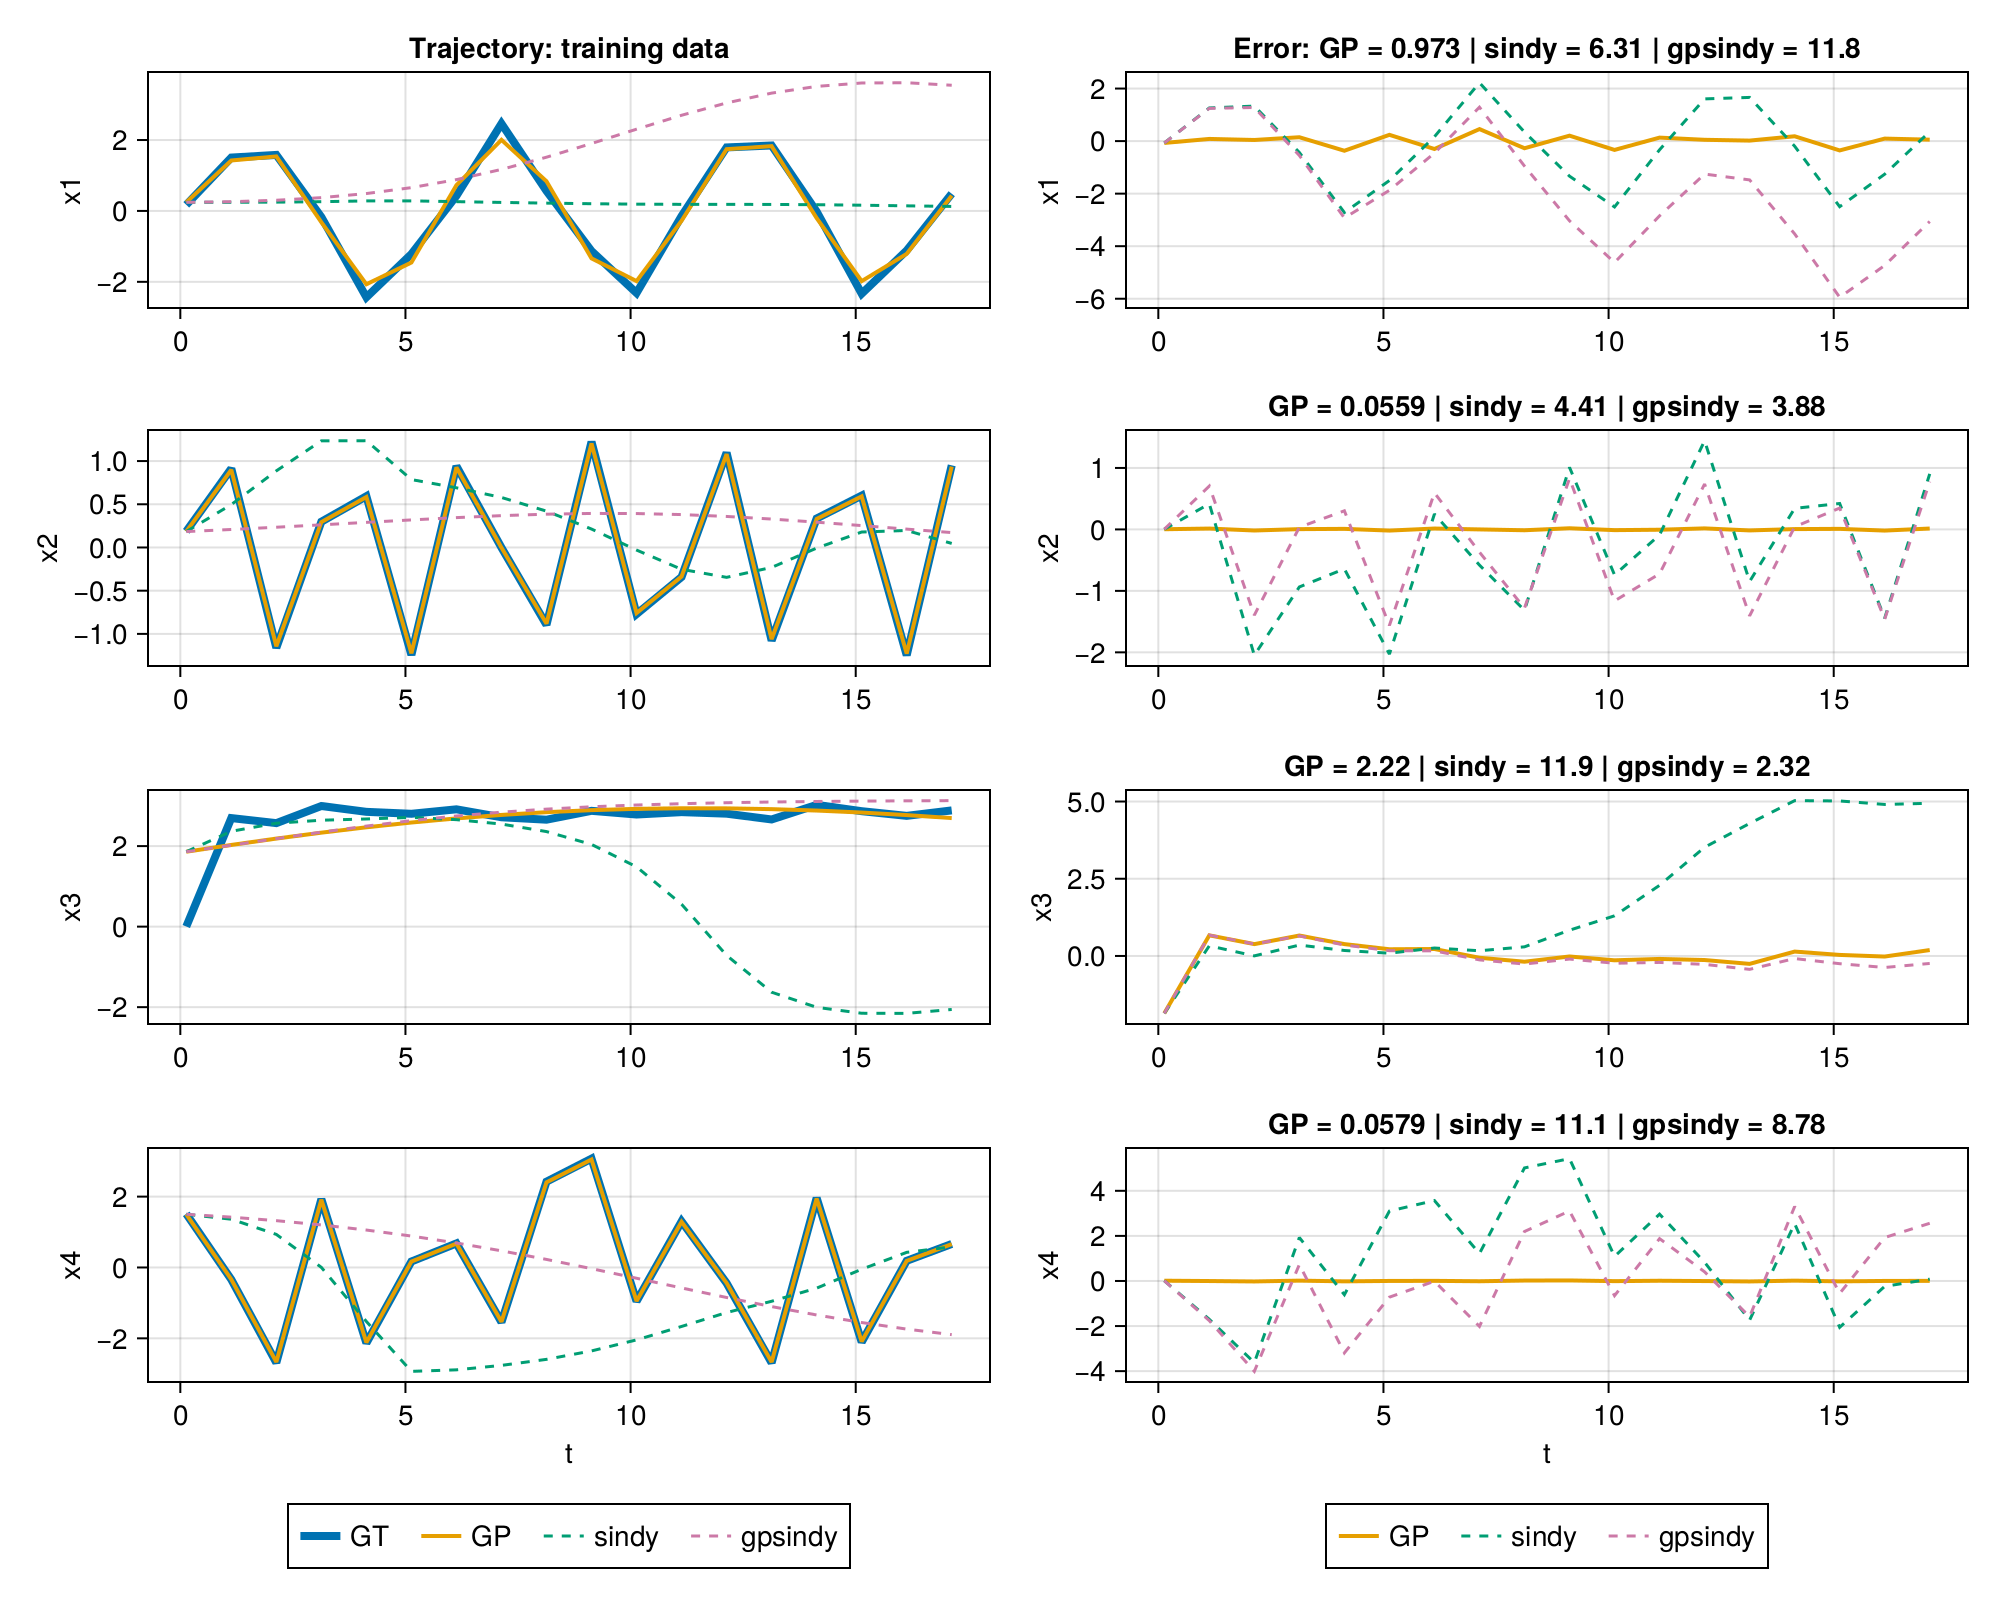 Trajectory: training data
Error: GP = 0.973 | sindy = 6.31 | gpsindy = 11.8
x1
2
0
−2
0 5 10 15
x1
2
0
−2
−4
−6
0 5 10 15
GP = 0.0559 | sindy = 4.41 | gpsindy = 3.88
x2
1.0
0.5
0.0
−0.5
−1.0
0 5 10 15
x2
1
0
−1
−2
0 5 10 15
GP = 2.22 | sindy = 11.9 | gpsindy = 2.32
x3
2
0
−2
0 5 10 15
x3
5.0
2.5
0.0
0 5 10 15
GP = 0.0579 | sindy = 11.1 | gpsindy = 8.78
x4
2
0
−2
0 5 10 15
t
x4
4
2
0
−2
−4
0 5 10 15
t
GT GP sindy gpsindy
GP sindy gpsindy